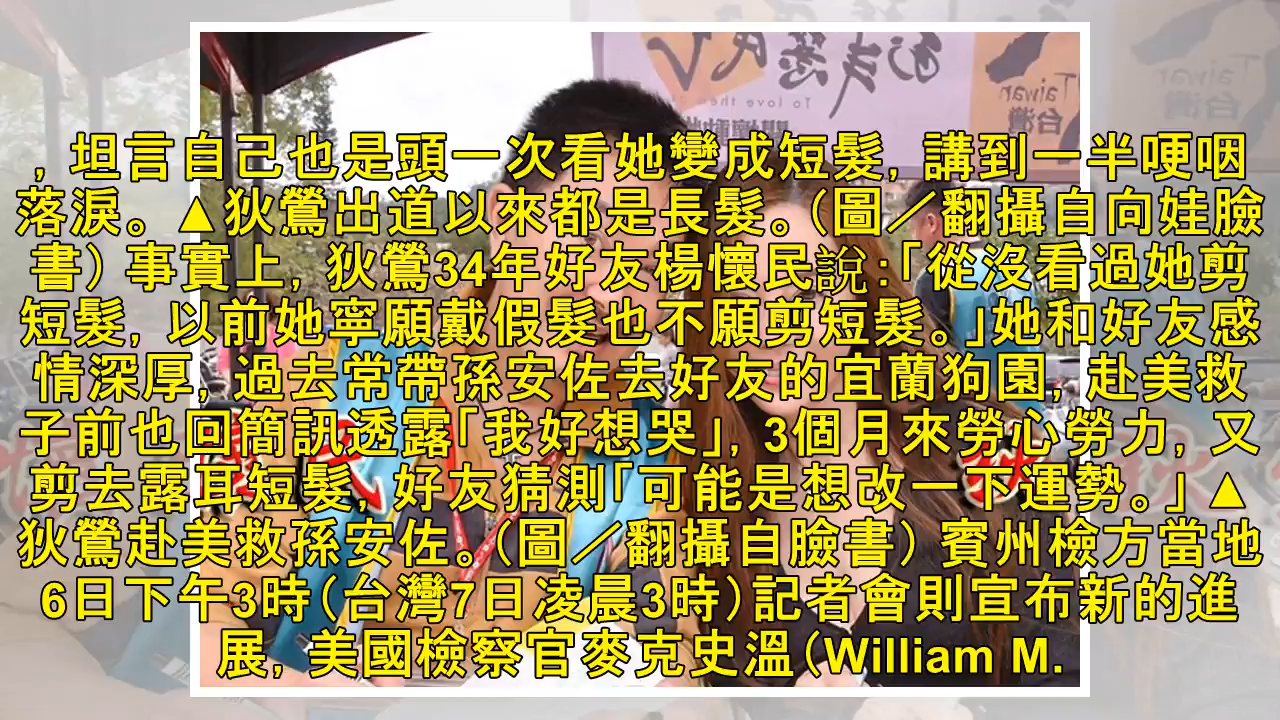 , 坦言自己也是頭一次看她變成短髮, 講到一半哽咽
落淚。 ▲狄鶯出道以來都是長髮。(圖／翻攝自向娃臉
書) 事實上, 狄鶯34年好友楊懷民說:「從沒看過她剪
短髮, 以前她寧願戴假髮也不願剪短髮。」她和好友感
情深厚, 過去常帶孫安佐去好友的宜蘭狗園, 赴美救
子前也回簡訊透露「我好想哭」, 3個月來勞心勞力, 又
剪去露耳短髮, 好友猜測「可能是想改一下運勢。」 ▲
狄鶯赴美救孫安佐。(圖／翻攝自臉書) 賓州檢方當地
6日下午3時(台灣7日凌晨3時)記者會則宣布新的進
展, 美國檢察官麥克史溫(William M.
To love them
Taiwan
台灣
Taiwan
台灣